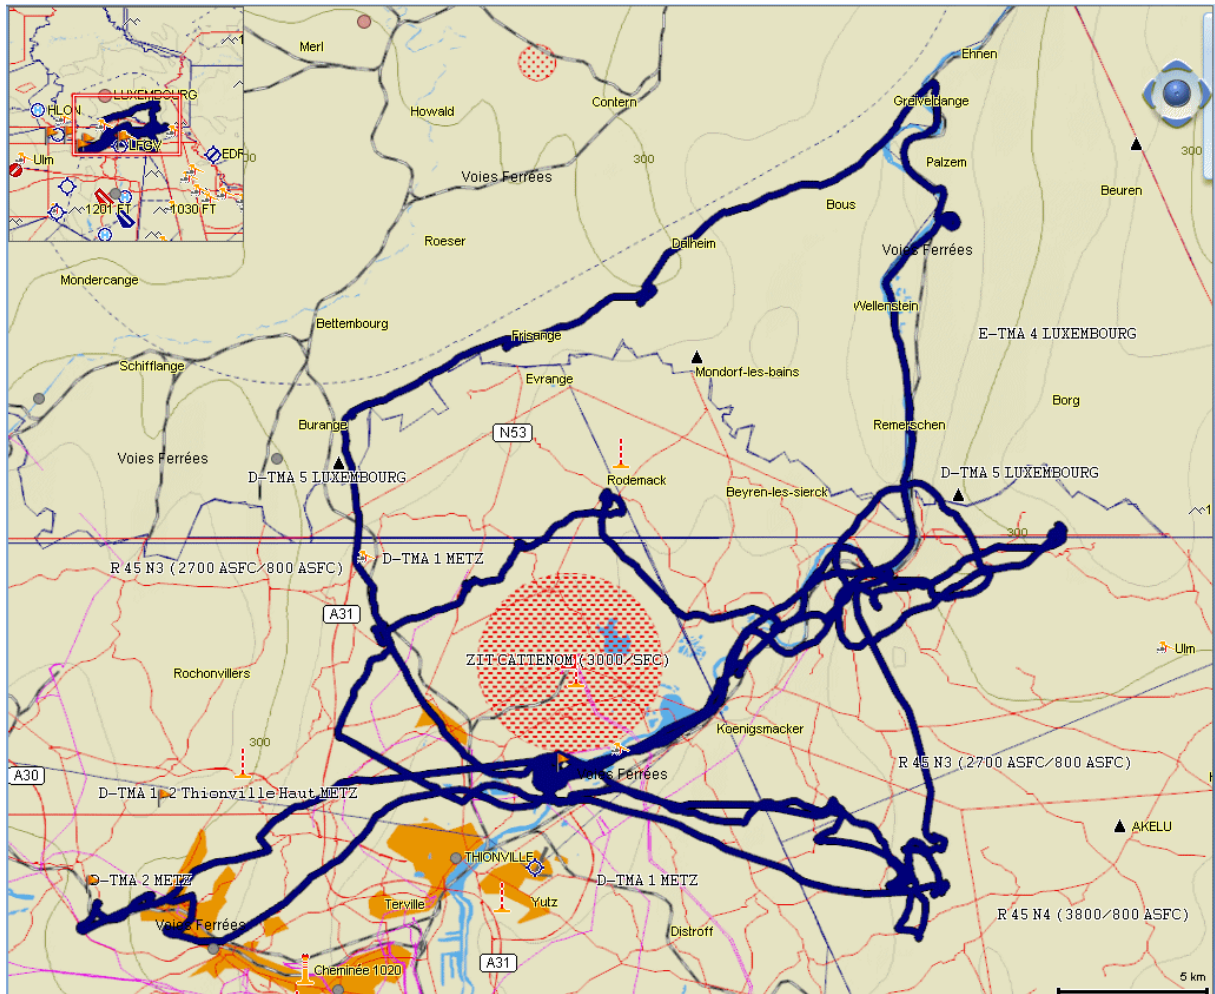 LUXEMBOURG
HLON
LFGV
Ulm
EDR
1201 FT
1030 FT
Merl
Howald
Contern
300
Voies Ferrées
Roeser
Mondercange
Bettembourg
Schifflange
Frisange
Evrange
Burange
Voies Ferrées
Dalheim
Ehnen
Greiveldange
Palzem
300
Beuren
Bous
Voies Ferrées
Wellenstein
E-TMA 4 LUXEMBOURG
Mondorf-les-bains
Borg
Remerschen
N53
D-TMA 5 LUXEMBOURG
Rodemack
Beyren-les-sierck
D-TMA 5 LUXEMBOURG
300
D-TMA 1 METZ
R 45 N3 (2700 ASFC/800 ASFC)
A31
ZIT CATTENOM (3000/SFC)
Rochonvillers
Ulm
300
Koenigsmacker
A30
Voies Ferrées
R 45 N3 (2700 ASFC/800 ASFC)
D-TMA 1-2 Thionville Haut METZ
AKELU
THIONVILLE
D-TMA 2 METZ
D-TMA 1 METZ
Terville
Yutz
R 45 N4 (3800/800 ASFC)
Voies Ferrées
Distroff
A31
Cheminée 1020
5 km